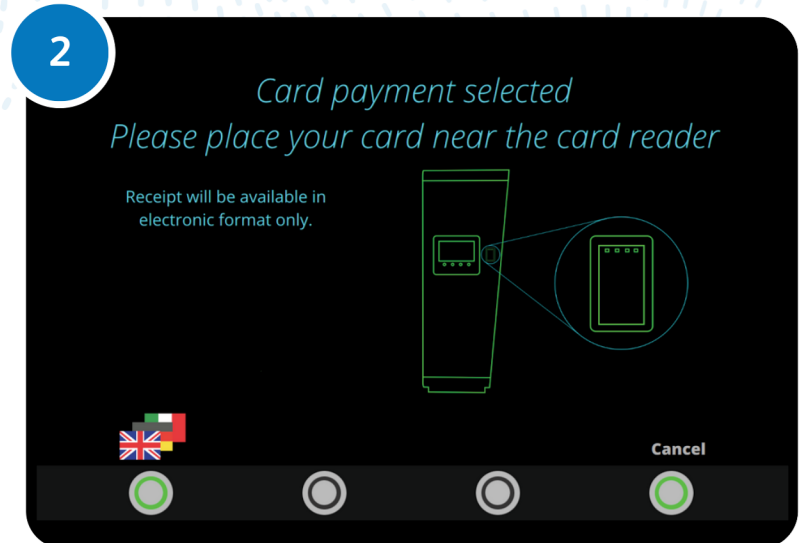 2
Card payment selected
Please place your card near the card reader
Receipt will be available in
electronic format only.
Cancel